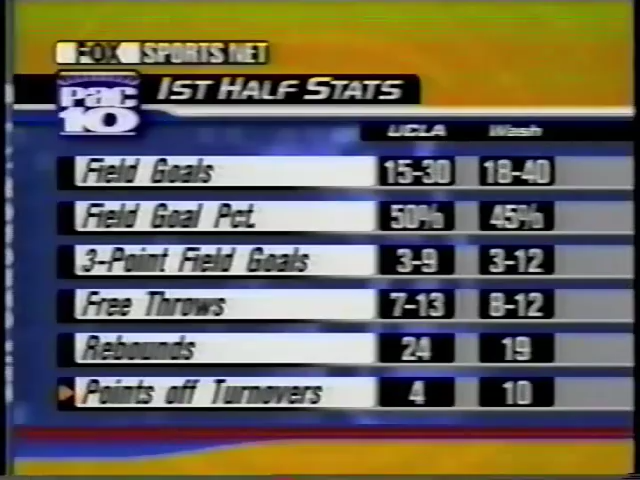 FOX SPORTS NET
PAC 10
1ST HALF STATS
UCLA Wash
Field Goals 15-30 18-40
Field Goal Pct. 50% 45%
3-Point Field Goals 3-9 3-12
Free Throws 7-13 8-12
Rebounds 24 19
Points off Turnovers 4 10